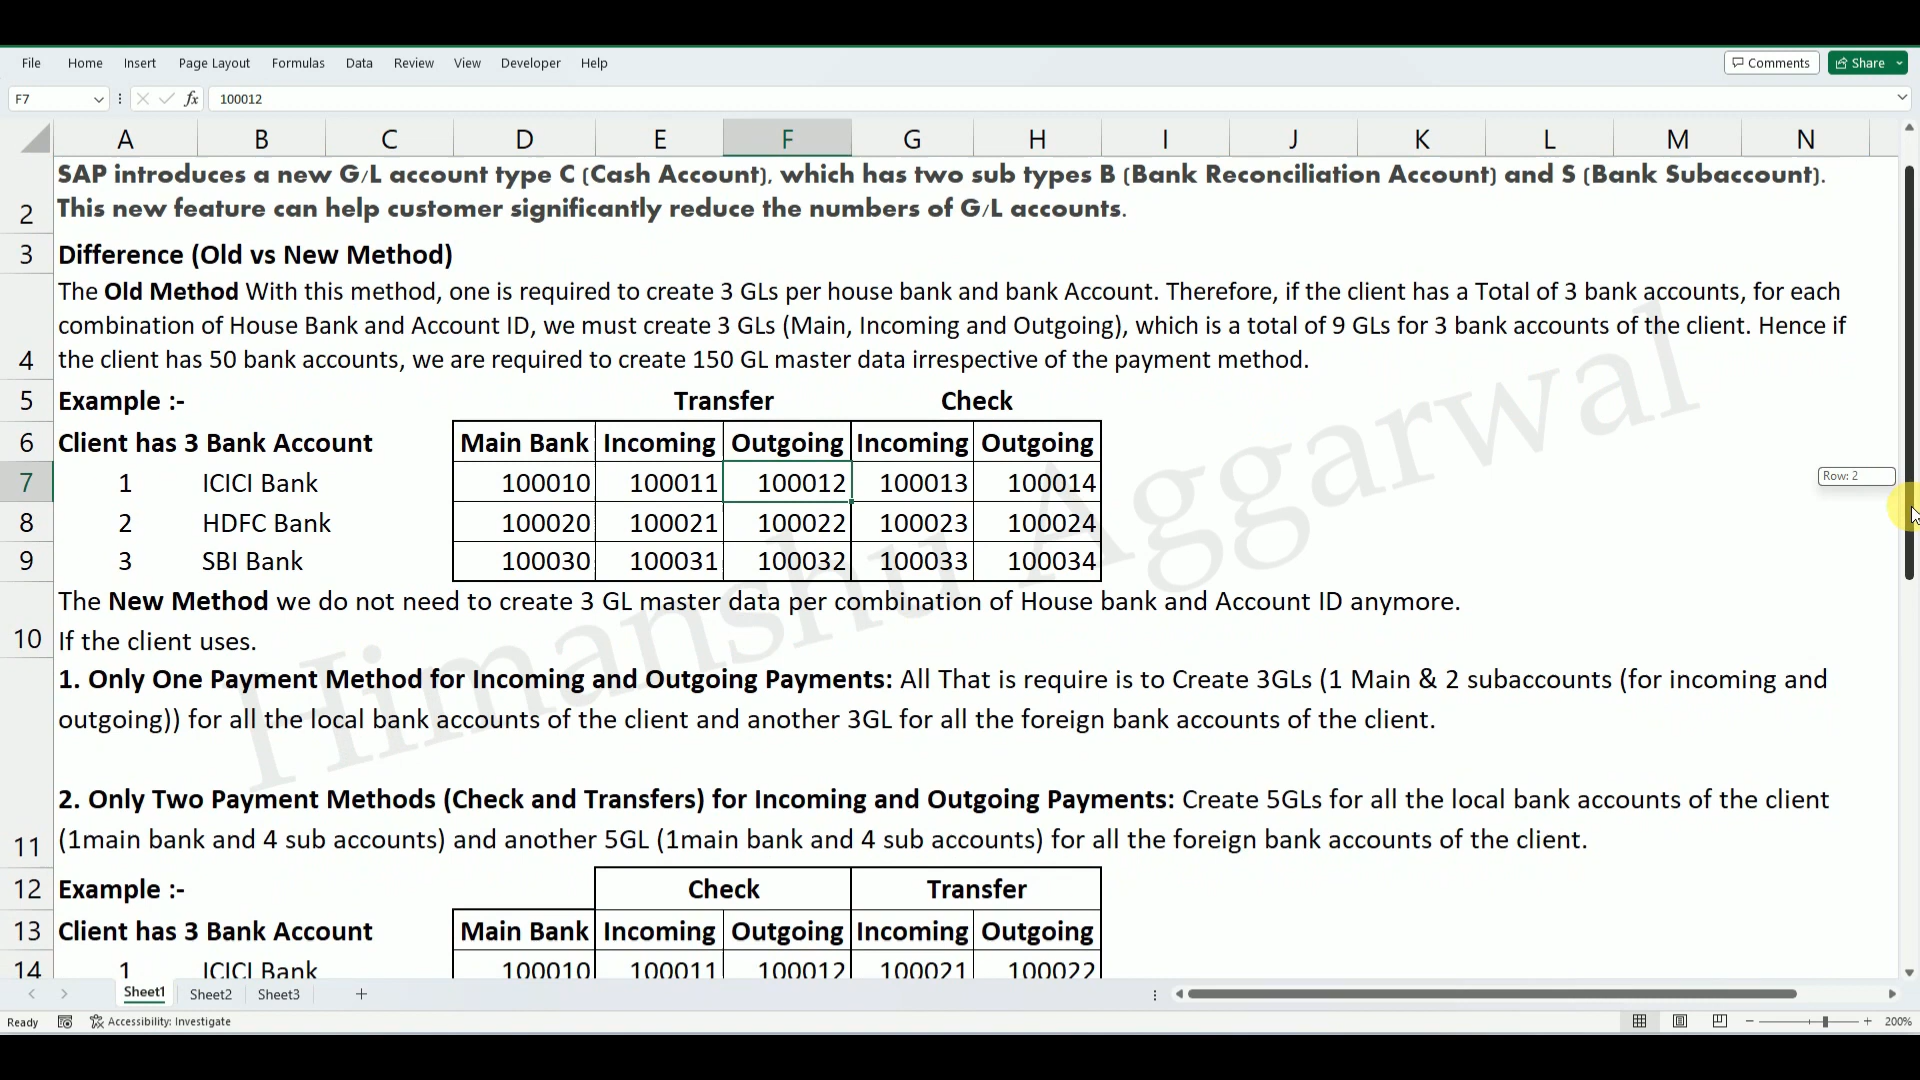 File Home Insert Page Layout Formulas Data Review View Developer Help Comments Share
F7 fx 100012
A B C D E F G H I J K L M N
SAP introduces a new G/L account type C (Cash Account), which has two sub types B (Bank Reconciliation Account) and S (Bank Subaccount).
2 This new feature can help customer significantly reduce the numbers of G/L accounts.
3 Difference (Old vs New Method)
The Old Method With this method, one is required to create 3 GLs per house bank and bank Account. Therefore, if the client has a Total of 3 bank accounts, for each
combination of House Bank and Account ID, we must create 3 GLs (Main, Incoming and Outgoing), which is a total of 9 GLs for 3 bank accounts of the client. Hence if
4 the client has 50 bank accounts, we are required to create 150 GL master data irrespective of the payment method.
5 Example :- Transfer Check
6 Client has 3 Bank Account Main Bank Incoming Outgoing Incoming Outgoing
7 1 ICICI Bank 100010 100011 100012 100013 100014
Row: 2
8 2 HDFC Bank 100020 100021 100022 100023 100024
9 3 SBI Bank 100030 100031 100032 100033 100034
The New Method we do not need to create 3 GL master data per combination of House bank and Account ID anymore.
10 If the client uses.
1. Only One Payment Method for Incoming and Outgoing Payments: All That is require is to Create 3GLs (1 Main & 2 subaccounts (for incoming and
outgoing)) for all the local bank accounts of the client and another 3GL for all the foreign bank accounts of the client.
2. Only Two Payment Methods (Check and Transfers) for Incoming and Outgoing Payments: Create 5GLs for all the local bank accounts of the client
11 (1main bank and 4 sub accounts) and another 5GL (1main bank and 4 sub accounts) for all the foreign bank accounts of the client.
12 Example :- Check Transfer
13 Client has 3 Bank Account Main Bank Incoming Outgoing Incoming Outgoing
14 1 ICICI Bank 100010 100011 100012 100021 100022
Himanshu Aggarwal
Sheet1 Sheet2 Sheet3
Ready Accessibility: Investigate 200%